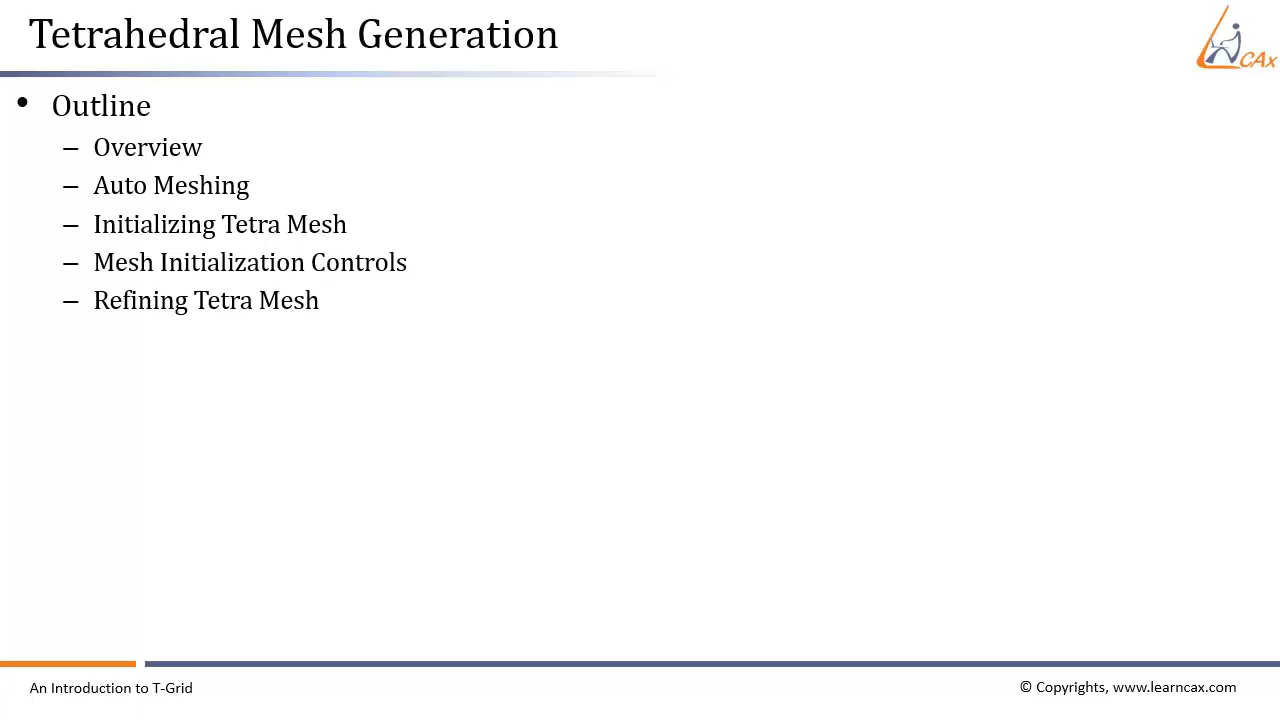 Tetrahedral Mesh Generation
CAx
• Outline
– Overview
– Auto Meshing
– Initializing Tetra Mesh
– Mesh Initialization Controls
– Refining Tetra Mesh
An Introduction to T-Grid
© Copyrights, www.learncax.com